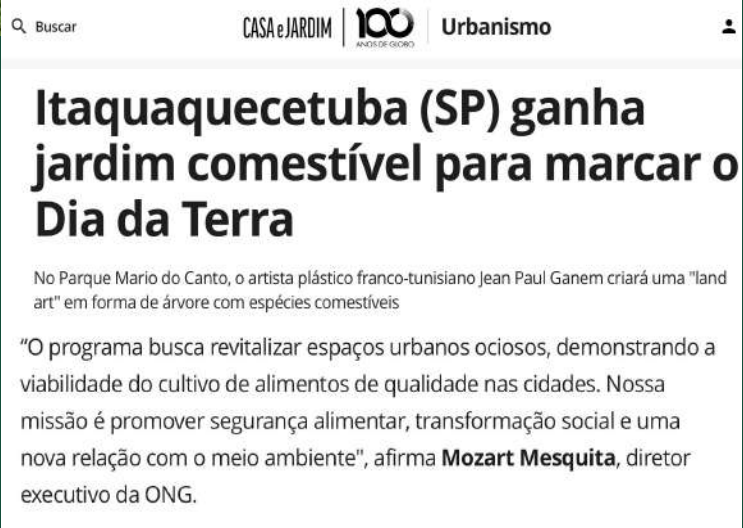 Buscar
CASA e JARDIM
100
ANOS DE GLOBO
Urbanismo
Itaquaquecetuba (SP) ganha
jardim comestível para marcar o
Dia da Terra
No Parque Mario do Canto, o artista plástico franco-tunisiano Jean Paul Ganem criará uma "land
art" em forma de árvore com espécies comestíveis
“O programa busca revitalizar espaços urbanos ociosos, demonstrando a
viabilidade do cultivo de alimentos de qualidade nas cidades. Nossa
missão é promover segurança alimentar, transformação social e uma
nova relação com o meio ambiente", afirma Mozart Mesquita, diretor
executivo da ONG.